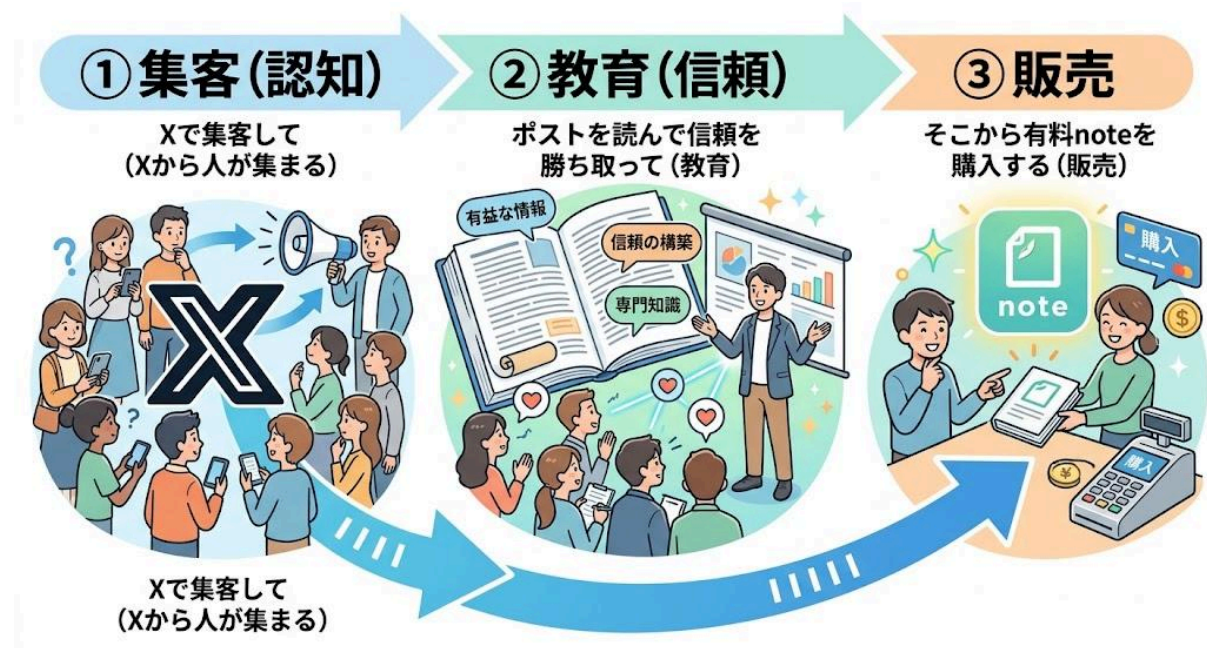 ①集客(認知)
②教育(信頼)
③販売
Xで集客して
(Xから人が集まる)
ポストを読んで信頼を
勝ち取って(教育)
そこから有料noteを
購入する(販売)
?
?
X
有益な情報
信頼の構築
専門知識
note
購入
$
¥
購入
Xで集客して
(Xから人が集まる)